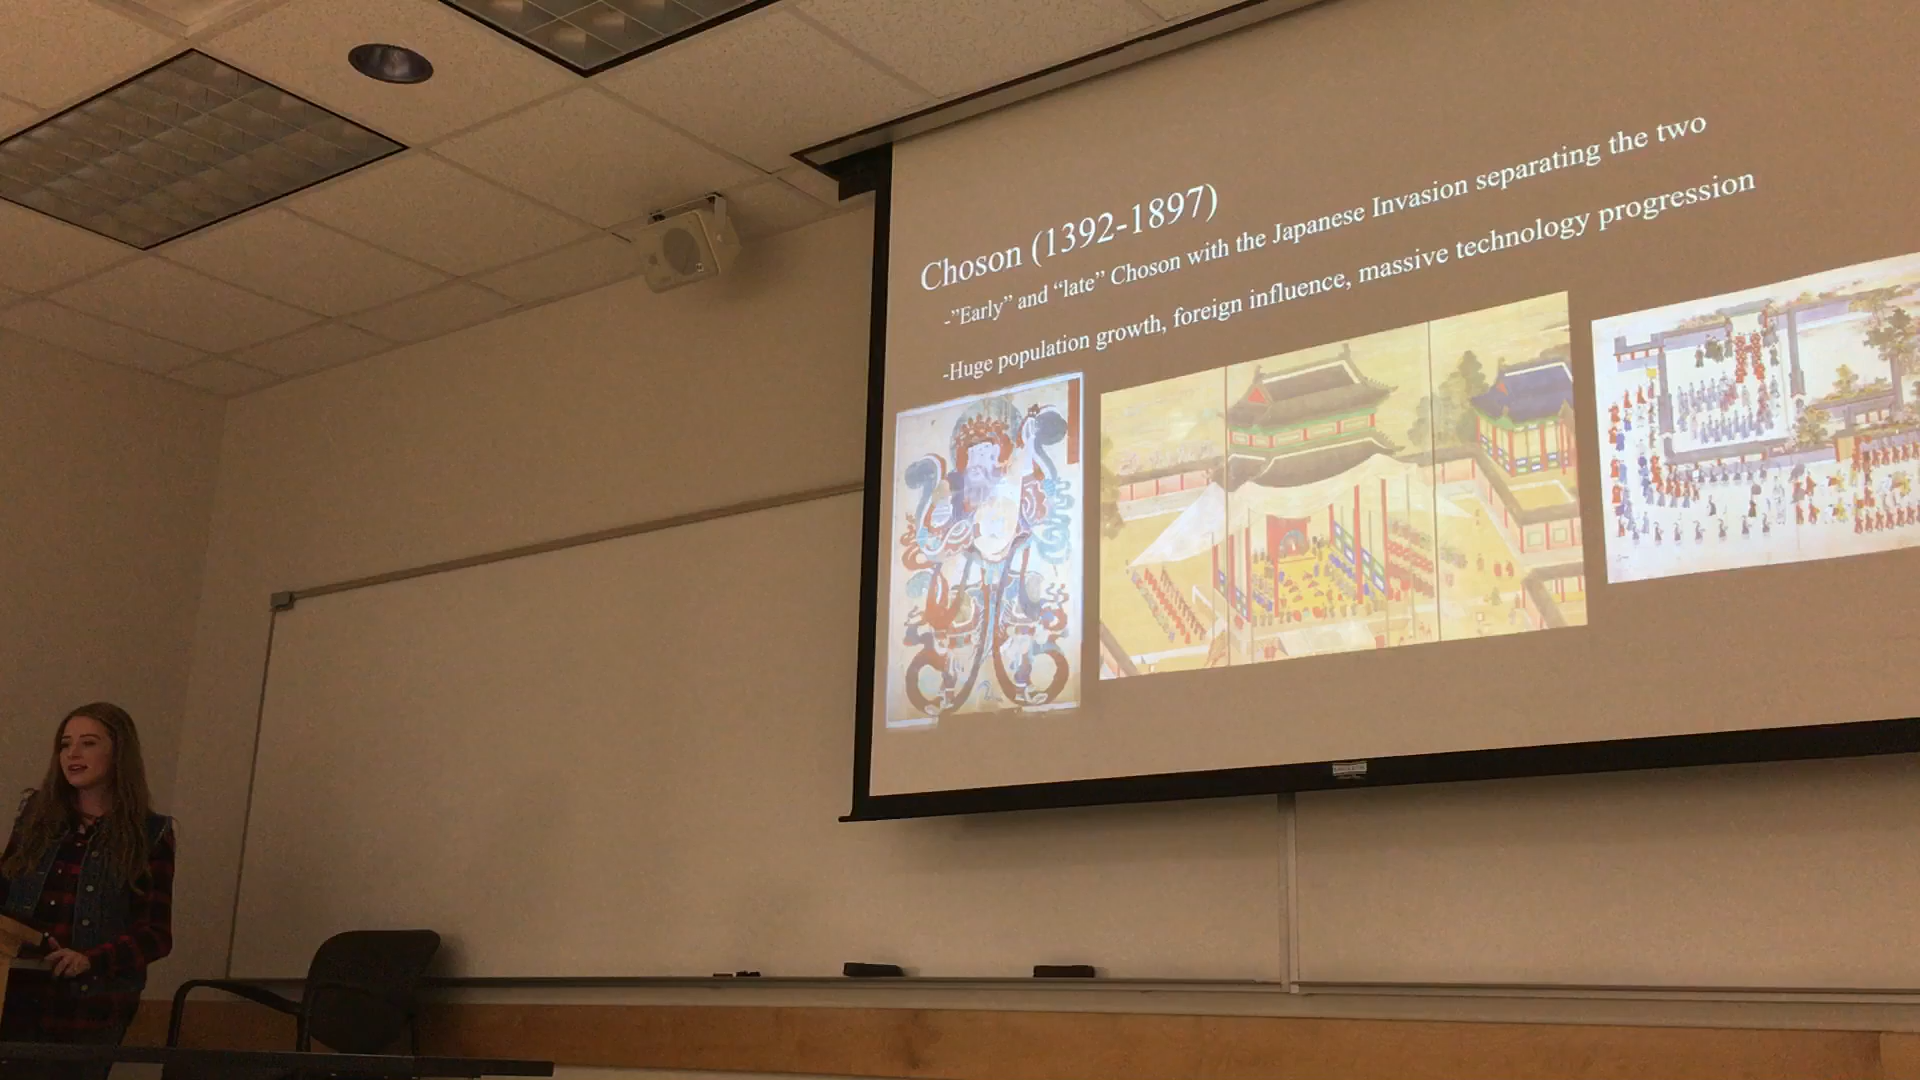 Choson (1392-1897)
-”Early” and “late” Choson with the Japanese Invasion separating the two
-Huge population growth, foreign influence, massive technology progression